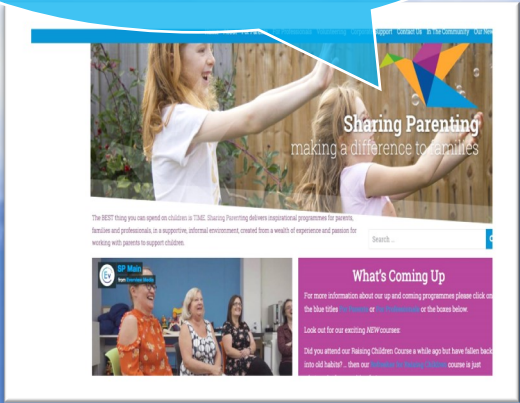 Support Contact Us In The Community Our New
Sharing Parenting
making a difference to families
The BEST thing you can spend on children is TIME. Sharing Parenting delivers inspirational programmes for parents,
families and professionals, in a supportive, informal environment, created from a wealth of experience and passion for
working with parents to support children.
Search ...
SP Main
from Everview Media
What's Coming Up
For more information about our up and coming programmes please click on
the blue titles or or the boxes below.
Look out for our exciting NEW courses:
Did you attend our Raising Children Course a while ago but have fallen back
into old habits? .. then our course is just